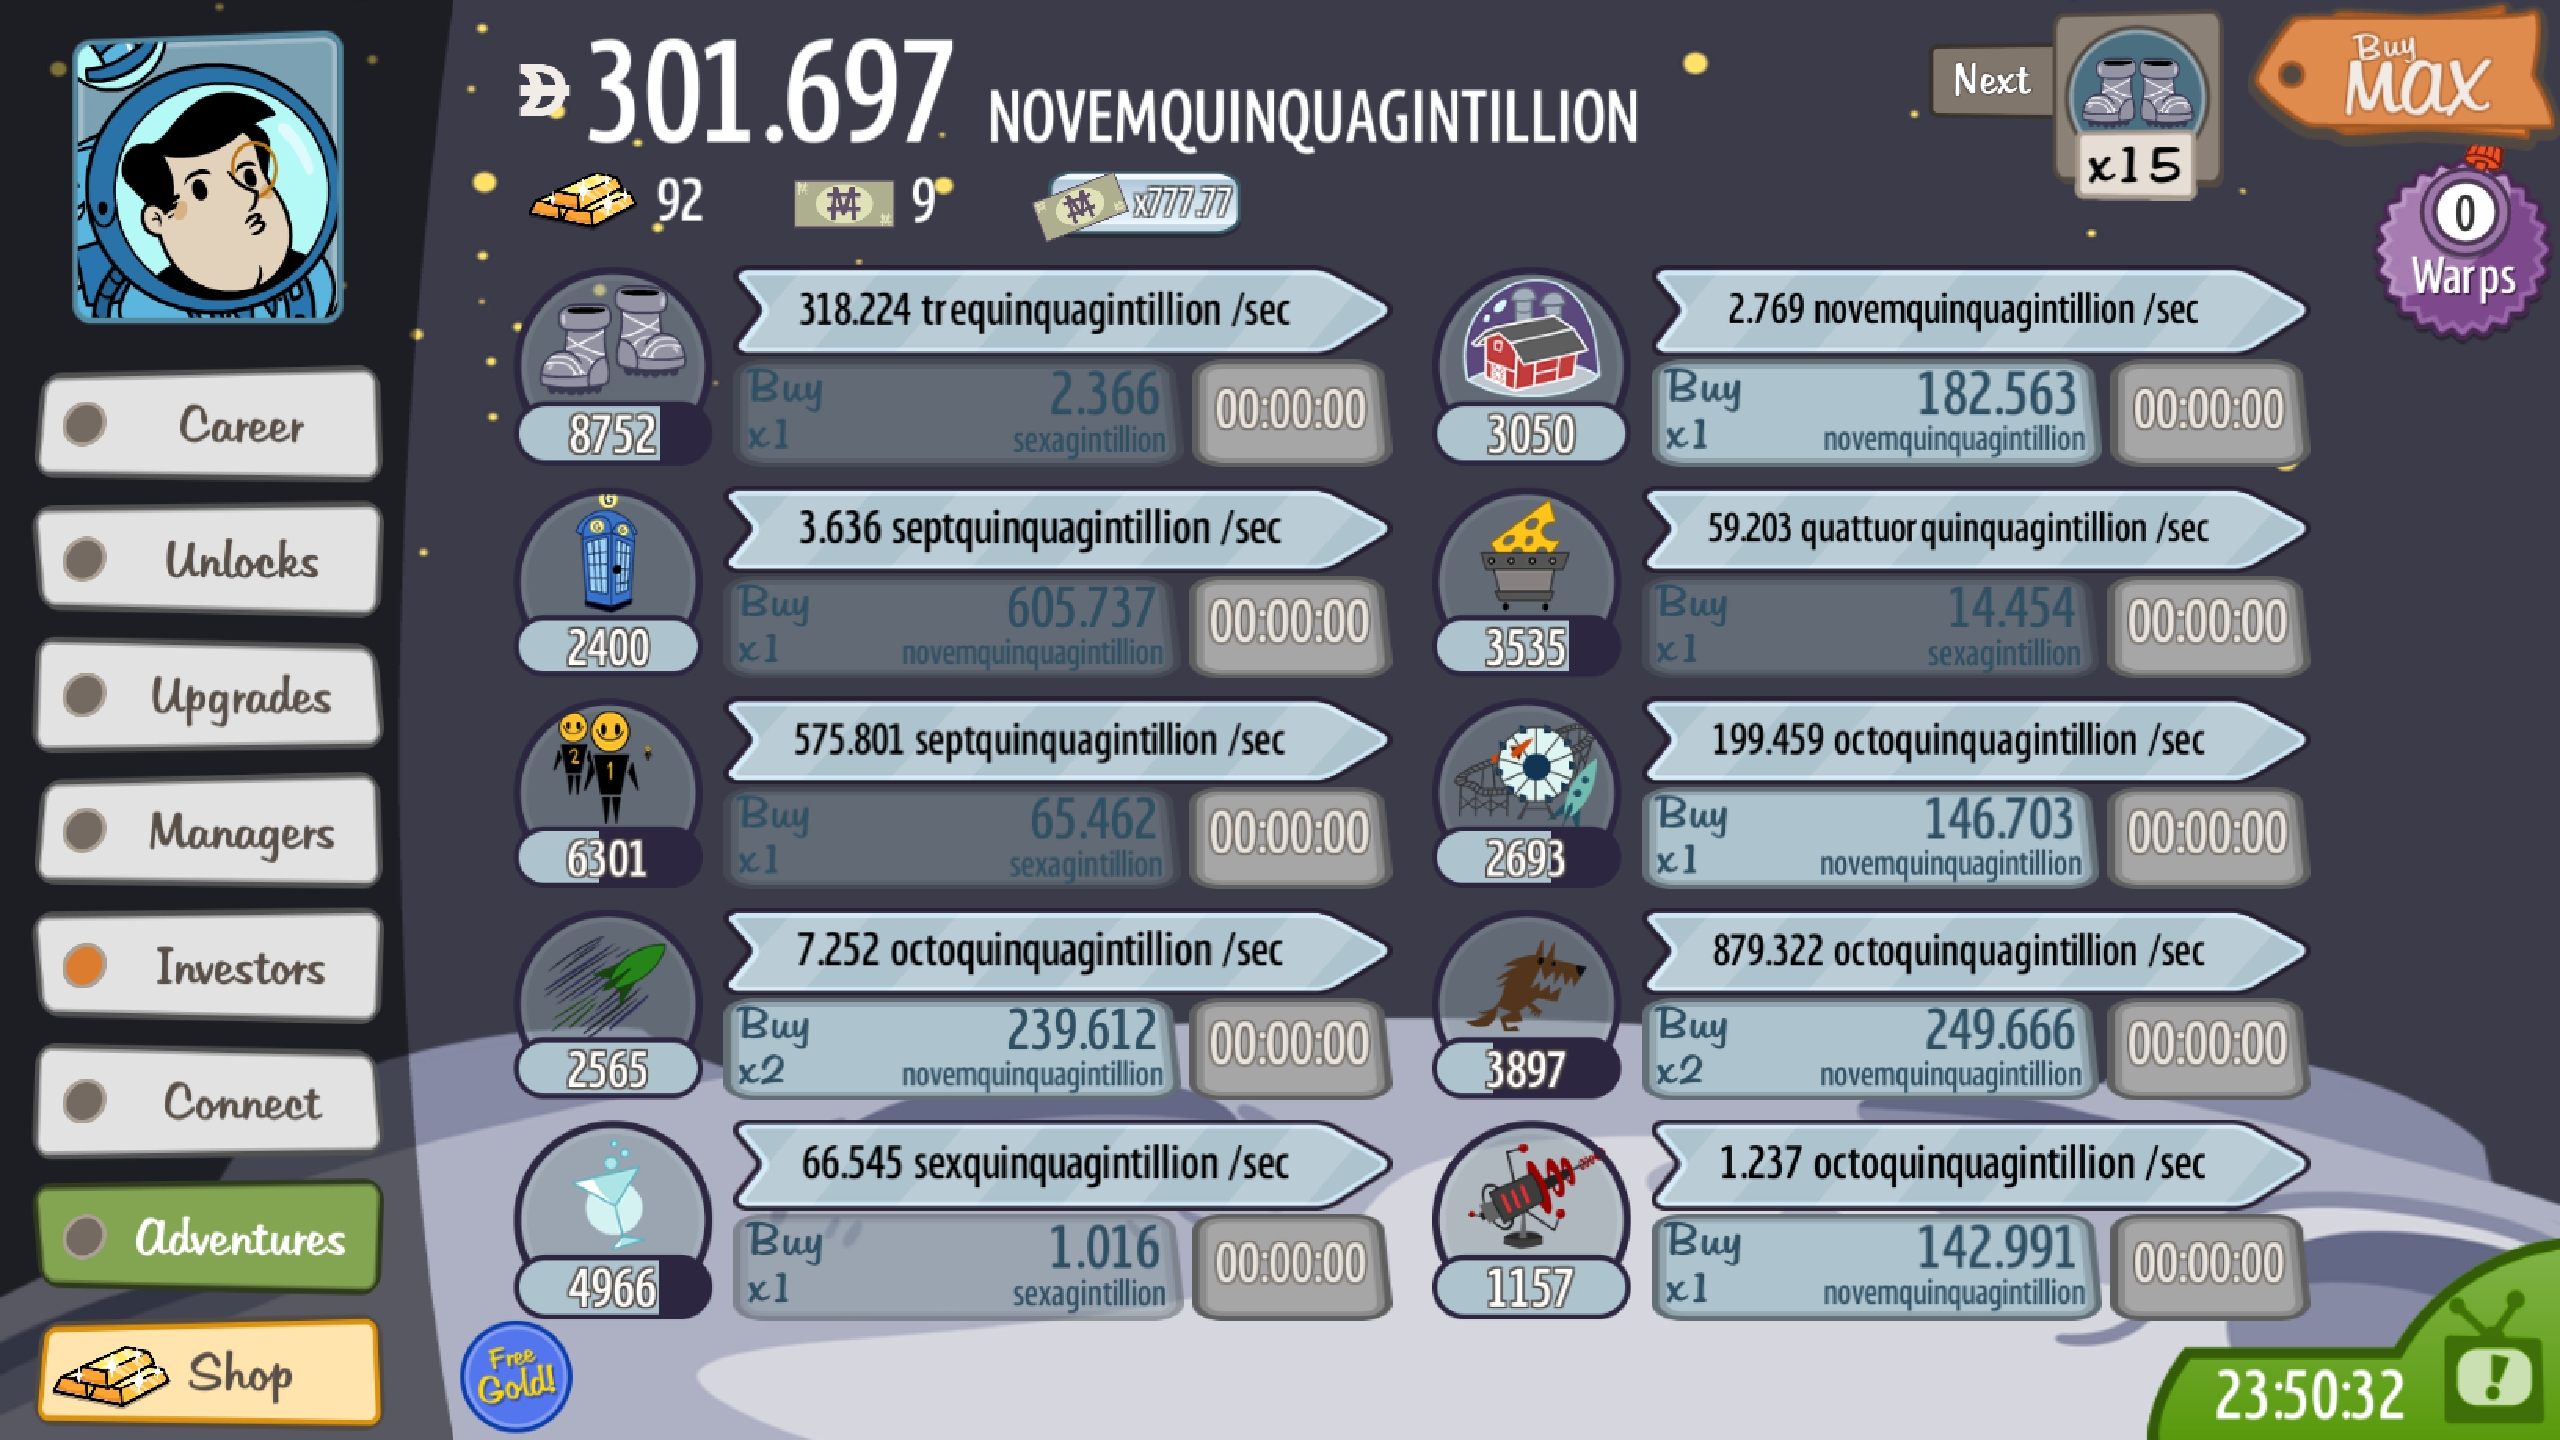 301.697 NOVEMQUINQUAGINTILLION
Next
x15
Buy
MAX
92
9
x777.77
0
Warps
Career
Unlocks
Upgrades
Managers
Investors
Connect
Adventures
Shop
318.224 trequinquagintillion /sec
8752
Buy
x1
2.366
sexagintillion
00:00:00
2.769 novemquinquagintillion /sec
3050
Buy
x1
182.563
novemquinquagintillion
00:00:00
G
3.636 septquinquagintillion /sec
2400
Buy
x1
605.737
novemquinquagintillion
00:00:00
59.203 quattuorquinquagintillion /sec
3535
Buy
x1
14.454
sexagintillion
00:00:00
2
1
575.801 septquinquagintillion /sec
6301
Buy
x1
65.462
sexagintillion
00:00:00
199.459 octoquinquagintillion /sec
2693
Buy
x1
146.703
novemquinquagintillion
00:00:00
7.252 octoquinquagintillion /sec
2565
Buy
x2
239.612
novemquinquagintillion
00:00:00
879.322 octoquinquagintillion /sec
3897
Buy
x2
249.666
novemquinquagintillion
00:00:00
66.545 sexquinquagintillion /sec
4966
Buy
x1
1.016
sexagintillion
00:00:00
1.237 octoquinquagintillion /sec
1157
Buy
x1
142.991
novemquinquagintillion
00:00:00
Free
Gold!
23:50:32
!